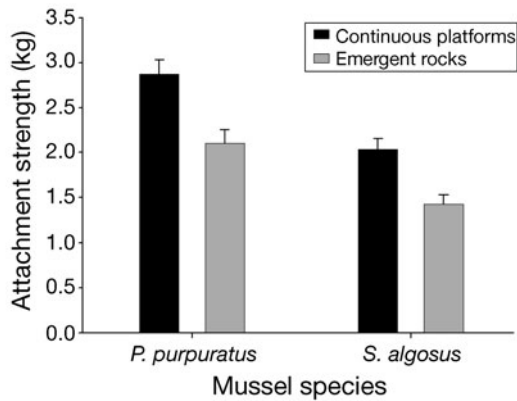 Continuous platforms
Emergent rocks
Attachment strength (kg)
3.5
3.0
2.5
2.0
1.5
1.0
0.5
0.0
P. purpuratus
S. algosus
Mussel species